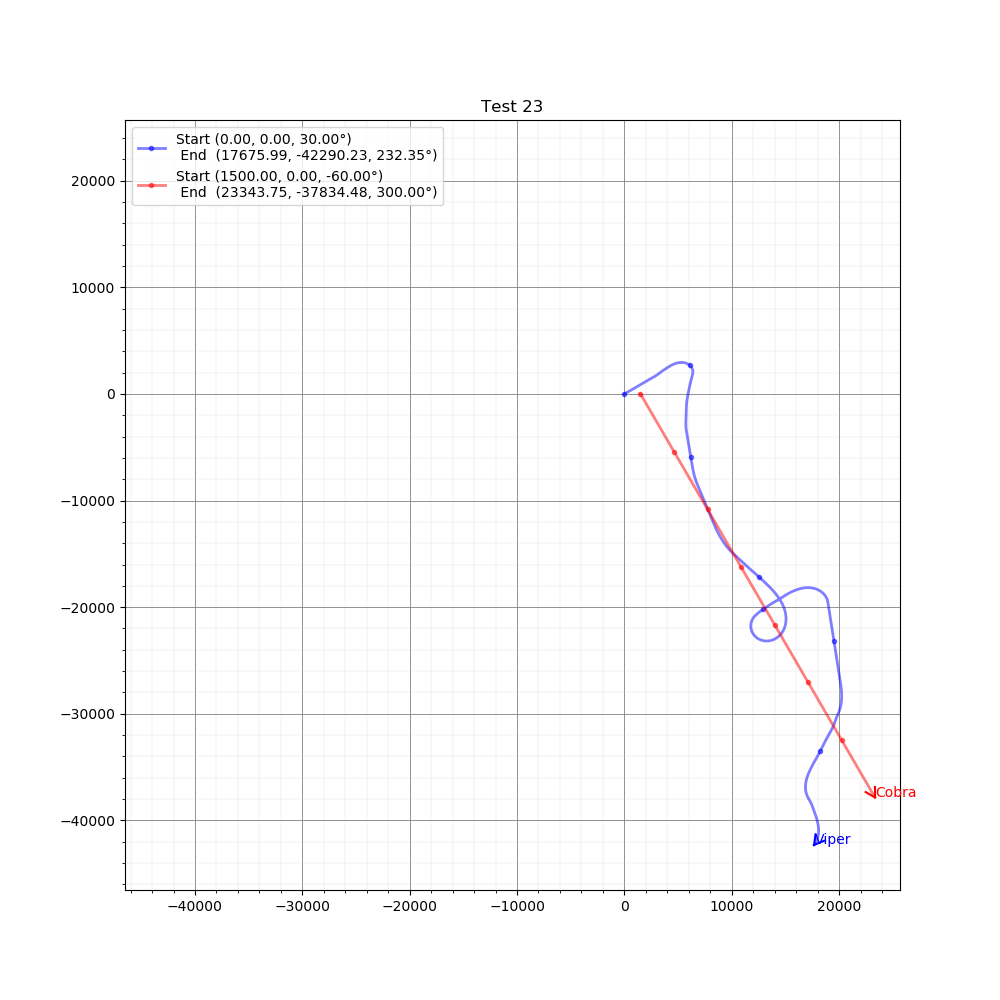 Test 23
Start (0.00, 0.00, 30.00°)
End (17675.99, -42290.23, 232.35°)
Start (1500.00, 0.00, -60.00°)
End (23343.75, -37834.48, 300.00°)
20000
10000
0
−10000
−20000
−30000
−40000
Cobra
Viper
−40000 −30000 −20000 −10000 0 10000 20000